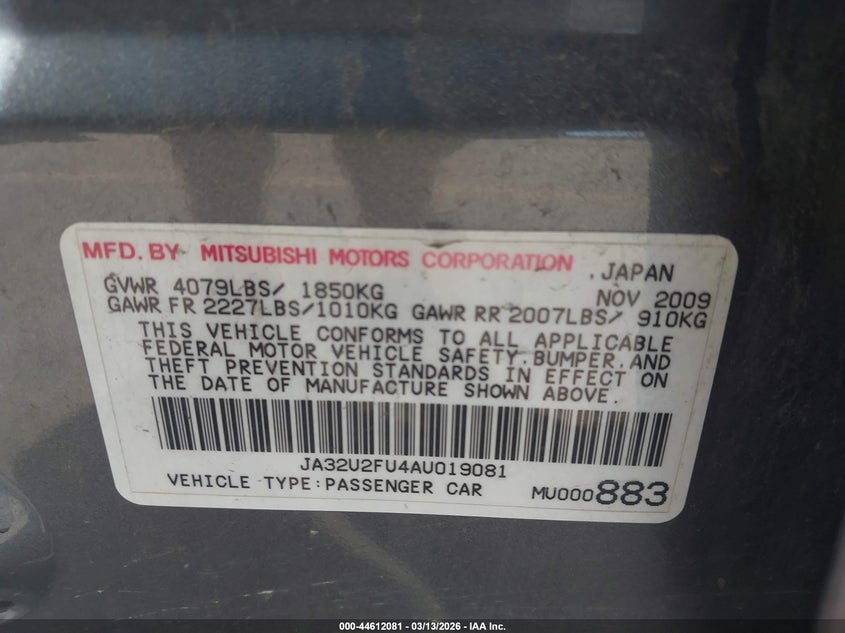 MFD. BY MITSUBISHI MOTORS CORPORATION .JAPAN
GVWR 4079LBS/ 1850KG NOV 2009
GAWR FR 2227LBS/1010KG GAWR RR 2007LBS/ 910KG
THIS VEHICLE CONFORMS TO ALL APPLICABLE
FEDERAL MOTOR VEHICLE SAFETY.BUMPER.AND
THEFT PREVENTION STANDARDS IN EFFECT ON
THE DATE OF MANUFACTURE SHOWN ABOVE.
JA32U2FU4AU019081
VEHICLE TYPE:PASSENGER CAR MU000883
000-44612081 - 03/13/2026 - IAA Inc.